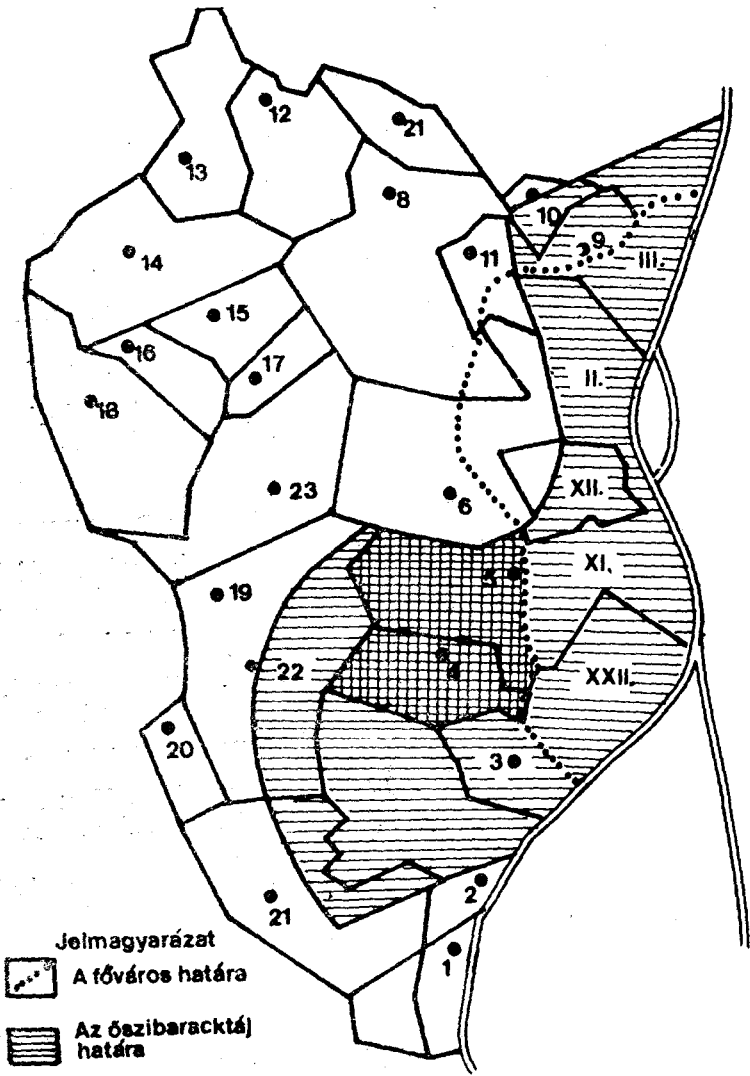 12
21
13
8
10
9
III.
14
11
15
16
17
II.
18
23
6
XII.
5
XI.
19
22
4
XXII.
20
3
21
2
Jelmagyarázat
1
A főváros határa
Az őszibaracktáj
határa